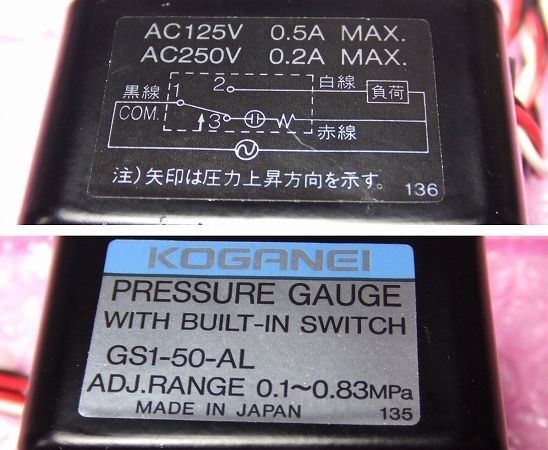 AC125V 0.5A MAX.
AC250V 0.2A MAX.
黒線 1 2 白線 負荷
COM. 3 赤線
注）矢印は圧力上昇方向を示す。 136
KOGANEI
PRESSURE GAUGE
WITH BUILT-IN SWITCH
GS1-50-AL
ADJ.RANGE 0.1~0.83MPa
MADE IN JAPAN 135